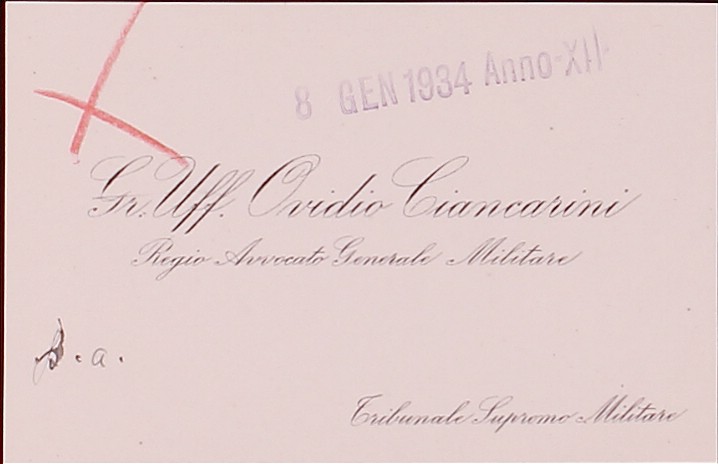 8 GEN 1934 Anno XII
Gr. Uff. Ovidio Ciancarini
Regio Avvocato Generale Militare
p. a.
Tribunale Supremo Militare